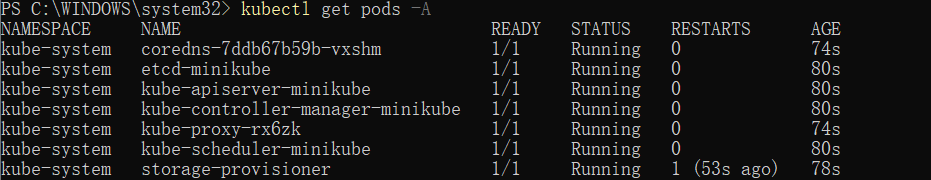 PS C:\WINDOWS\system32> kubectl get pods -A
NAMESPACE NAME READY STATUS RESTARTS AGE
kube-system coredns-7ddb67b59b-vxshm 1/1 Running 0 74s
kube-system etcd-minikube 1/1 Running 0 80s
kube-system kube-apiserver-minikube 1/1 Running 0 80s
kube-system kube-controller-manager-minikube 1/1 Running 0 80s
kube-system kube-proxy-rx6zk 1/1 Running 0 74s
kube-system kube-scheduler-minikube 1/1 Running 0 80s
kube-system storage-provisioner 1/1 Running 1 (53s ago) 78s